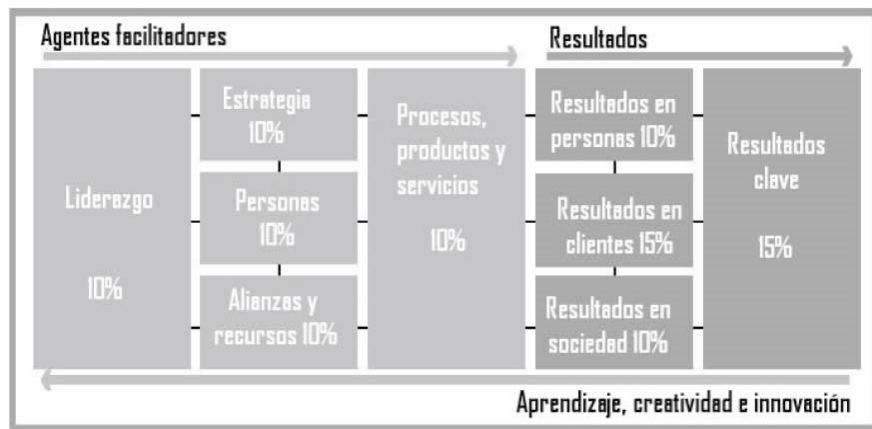 Agentes facilitadores
Resultados
Liderazgo
10%
Estrategia
10%
Personas
10%
Alianzas y
recursos 10%
Procesos,
productos y
servicios
10%
Resultados en
personas 10%
Resultados en
clientes 15%
Resultados en
sociedad 10%
Resultados
clave
15%
Aprendizaje, creatividad e innovación